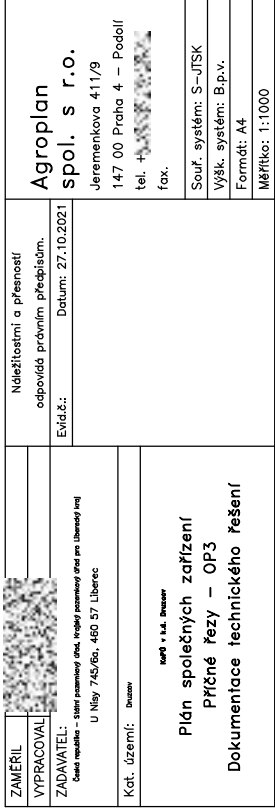 ZAMĚŘIL
VYPRACOVAL
ZADAVATEL:
Česká republika – Státní pozemkový úřad, Krajský pozemkový úřad pro Liberecký kraj
U Nisy 745/6a, 460 57 Liberec
Kat. území: Druzcov
KoPÚ v k.ú. Druzcov
Plán společných zařízení
Příčné řezy – OP3
Dokumentace technického řešení
Náležitostmi a přesností
odpovídá právním předpisům.
Evid.č.: Datum: 27.10.2021
Agroplan
spol. s r.o.
Jeremenkova 411/9
147 00 Praha 4 – Podolí
tel. +
fax.
Souř. systém: S-JTSK
Výšk. systém: B.p.v.
Formát: A4
Měřítko: 1:1000